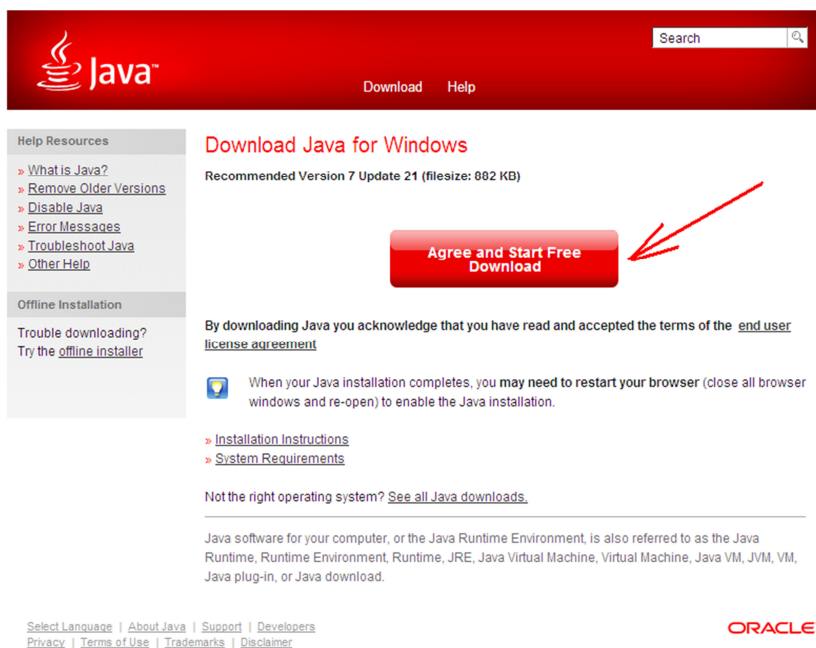 Java™
Search
Download Help
Help Resources
» What is Java?
» Remove Older Versions
» Disable Java
» Error Messages
» Troubleshoot Java
» Other Help
Offline Installation
Trouble downloading?
Try the offline installer
Download Java for Windows
Recommended Version 7 Update 21 (filesize: 882 KB)
Agree and Start Free
Download
By downloading Java you acknowledge that you have read and accepted the terms of the end user
license agreement
When your Java installation completes, you may need to restart your browser (close all browser
windows and re-open) to enable the Java installation.
» Installation Instructions
» System Requirements
Not the right operating system? See all Java downloads.
Java software for your computer, or the Java Runtime Environment, is also referred to as the Java
Runtime, Runtime Environment, Runtime, JRE, Java Virtual Machine, Virtual Machine, Java VM, JVM, VM,
Java plug-in, or Java download.
Select Language | About Java | Support | Developers
Privacy | Terms of Use | Trademarks | Disclaimer
ORACLE